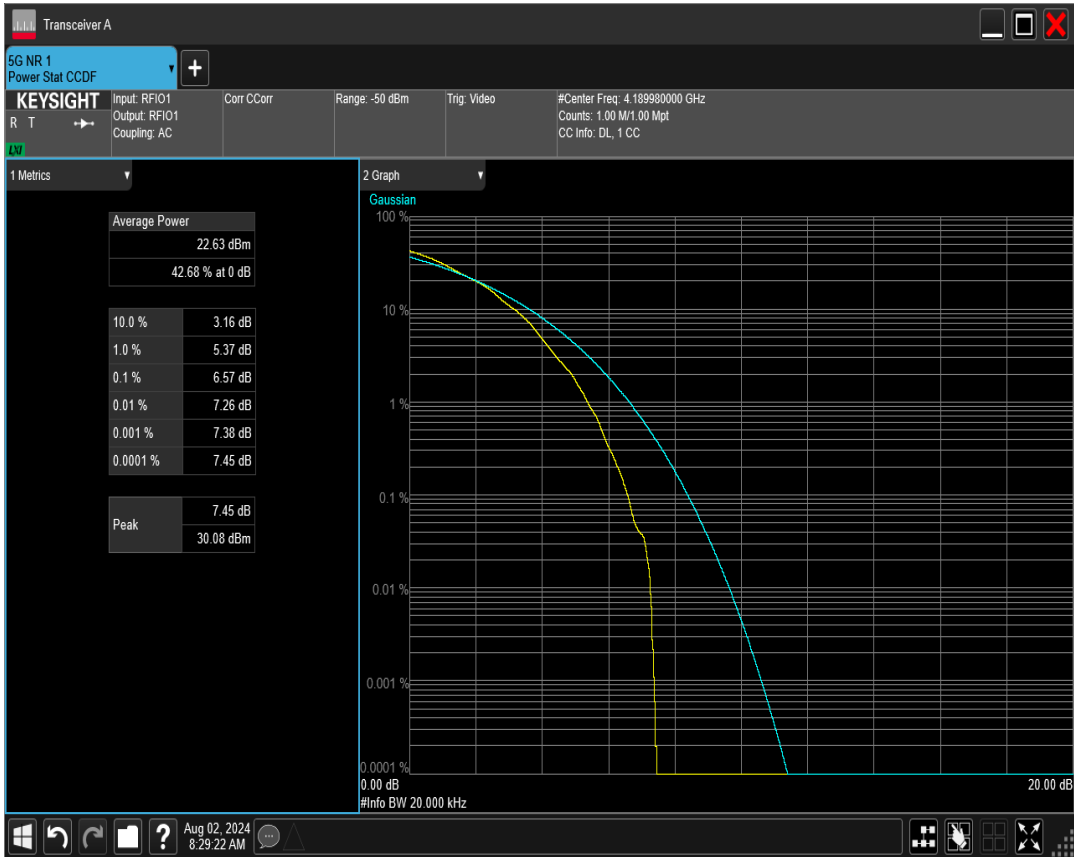 Transceiver A
5G NR 1
Power Stat CCDF
KEYSIGHT
R T
LXI
Input: RFIO1
Output: RFIO1
Coupling: AC
Corr CCorr
Range: -50 dBm
Trig: Video
#Center Freq: 4.189980000 GHz
Counts: 1.00 M/1.00 Mpt
CC Info: DL, 1 CC
1 Metrics
Average Power
22.63 dBm
42.68 % at 0 dB
10.0 % 3.16 dB
1.0 % 5.37 dB
0.1 % 6.57 dB
0.01 % 7.26 dB
0.001 % 7.38 dB
0.0001 % 7.45 dB
Peak
7.45 dB
30.08 dBm
2 Graph
Gaussian
100 %
10 %
1 %
0.1 %
0.01 %
0.001 %
0.0001 %
0.00 dB 20.00 dB
#Info BW 20.000 kHz
?
Aug 02, 2024
8:29:22 AM